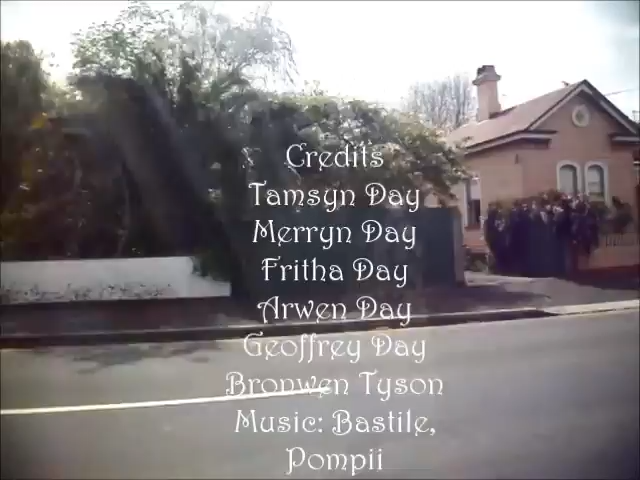 Credits
Tamsyn Day
Merryn Day
Fritha Day
Arwen Day
Geoffrey Day
Bronwen Tyson
Music: Bastile,
Pompii